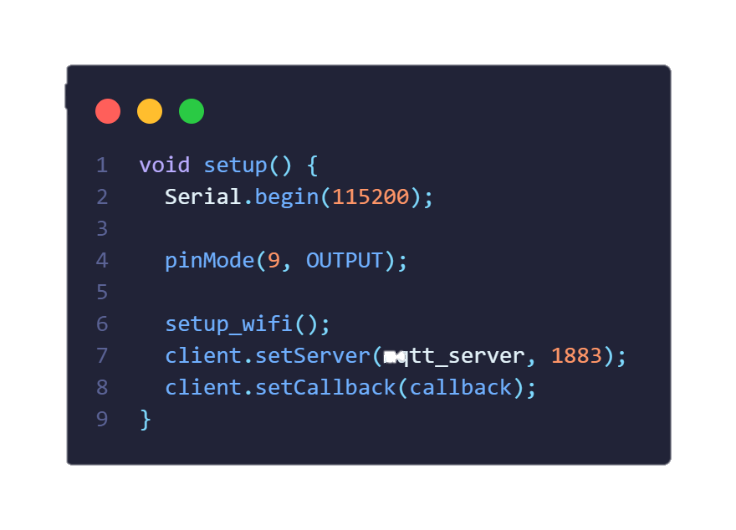 1 void setup() {
2 Serial.begin(115200);
3
4 pinMode(9, OUTPUT);
5
6 setup_wifi();
7 client.setServer(mqtt_server, 1883);
8 client.setCallback(callback);
9 }